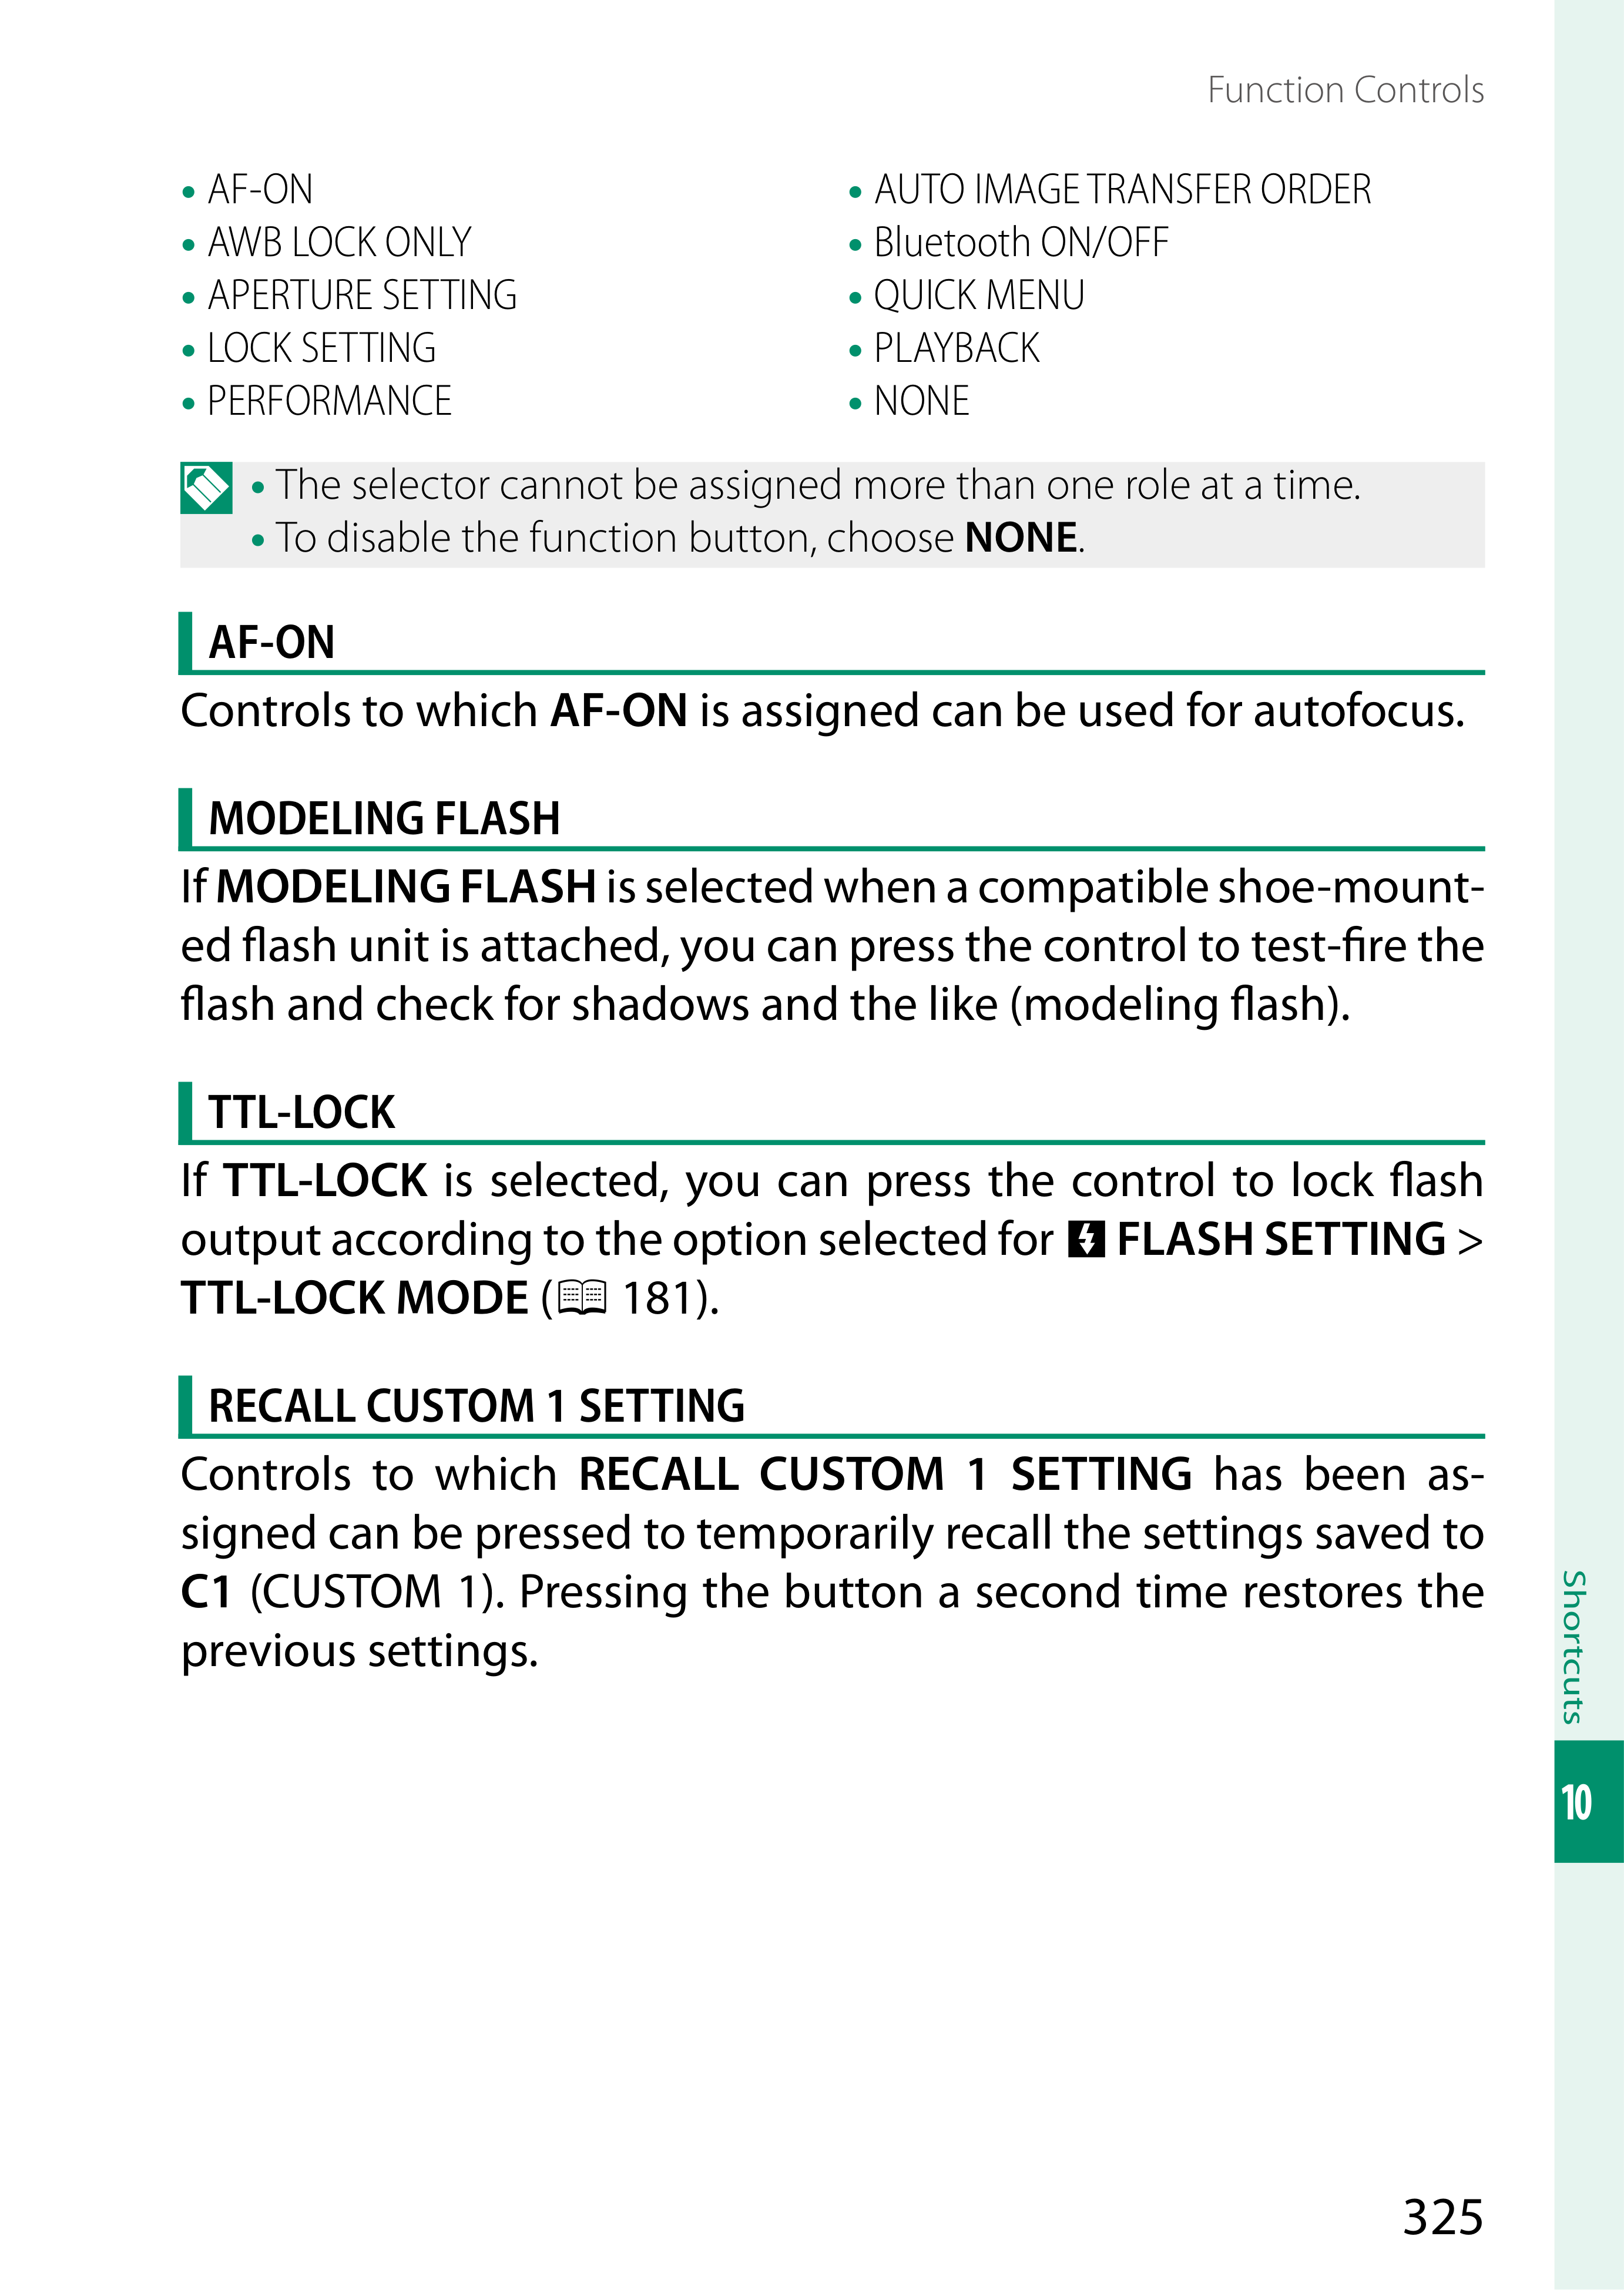 Function Controls
• AF-ON
• AWB LOCK ONLY
• APERTURE SETTING
• LOCK SETTING
• PERFORMANCE
• AUTO IMAGE TRANSFER ORDER
• Bluetooth ON/OFF
• QUICK MENU
• PLAYBACK
• NONE
• The selector cannot be assigned more than one role at a time.
• To disable the function button, choose NONE.
AF-ON
Controls to which AF-ON is assigned can be used for autofocus.
MODELING FLASH
If MODELING FLASH is selected when a compatible shoe-mount-
ed flash unit is attached, you can press the control to test-fire the
flash and check for shadows and the like (modeling flash).
TTL-LOCK
If TTL-LOCK is selected, you can press the control to lock flash
output according to the option selected for FLASH SETTING >
TTL-LOCK MODE ( 181).
RECALL CUSTOM 1 SETTING
Controls to which RECALL CUSTOM 1 SETTING has been as-
signed can be pressed to temporarily recall the settings saved to
C1 (CUSTOM 1). Pressing the button a second time restores the
previous settings.
Shortcuts
10
325